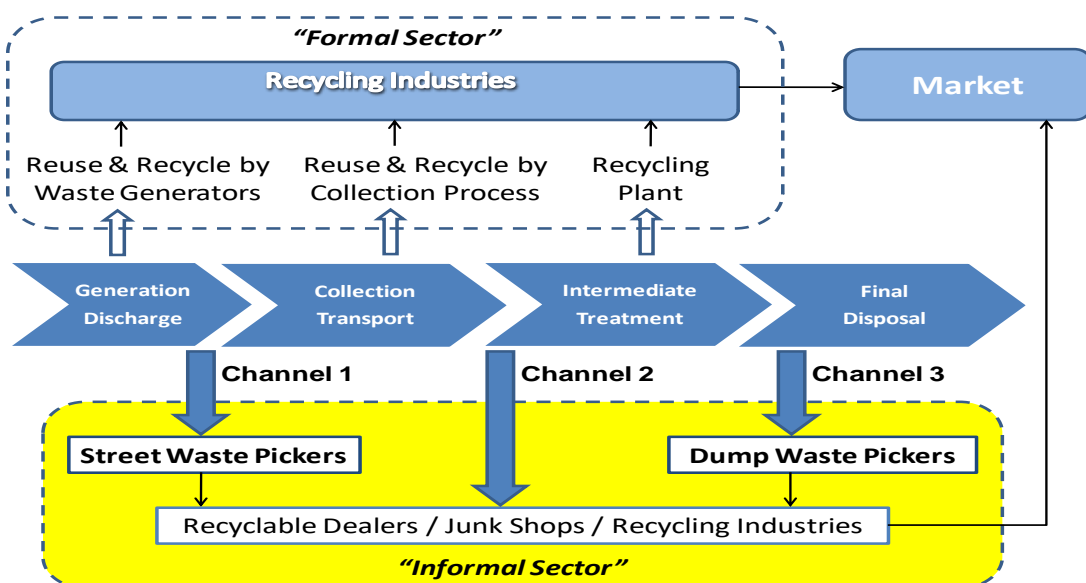 “Formal Sector”
Recycling Industries
Market
Reuse & Recycle by
Waste Generators
Reuse & Recycle by
Collection Process
Recycling
Plant
Generation
Discharge
Collection
Transport
Intermediate
Treatment
Final
Disposal
Channel 1
Channel 2
Channel 3
Street Waste Pickers
Dump Waste Pickers
Recyclable Dealers / Junk Shops / Recycling Industries
“Informal Sector”